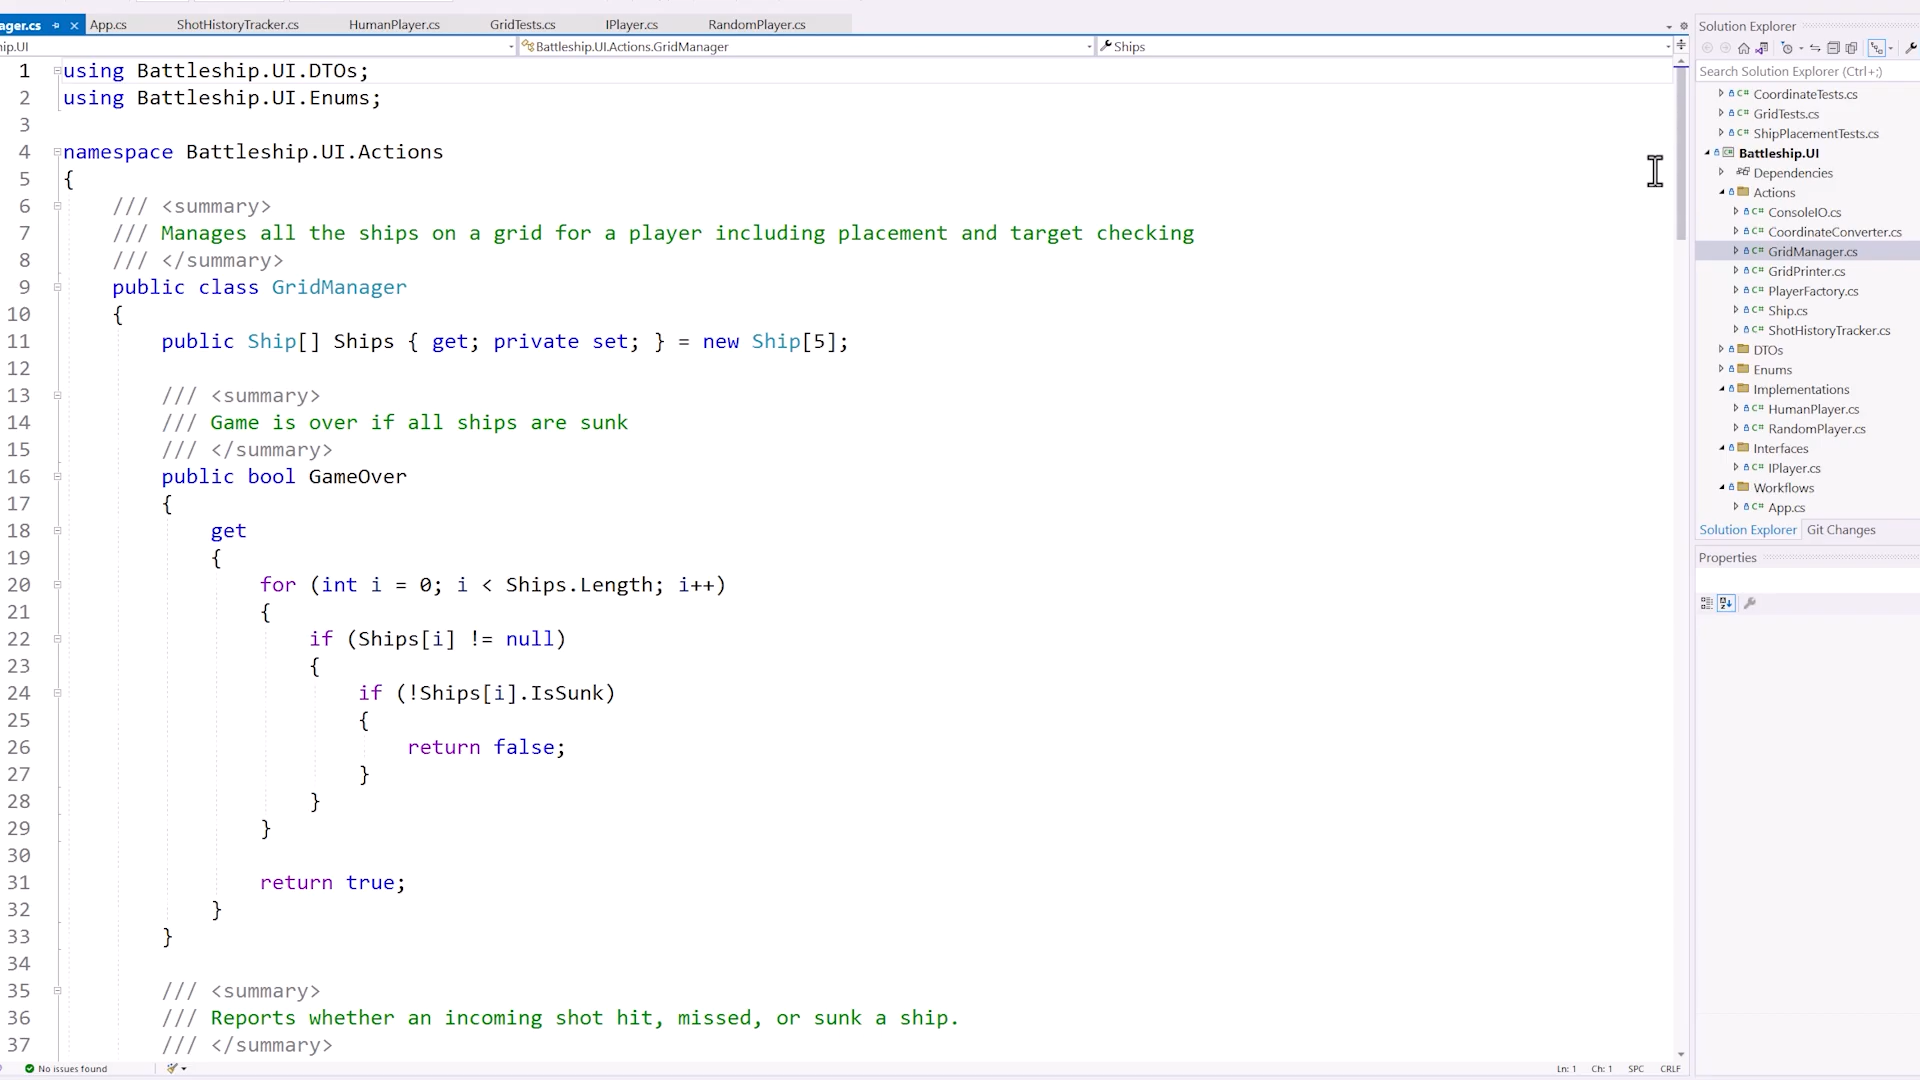 ager.cs
App.cs
ShotHistoryTracker.cs
HumanPlayer.cs
GridTests.cs
IPlayer.cs
RandomPlayer.cs
ip.UI
Battleship.UI.Actions.GridManager
Ships
1 using Battleship.UI.DTOs;
2 using Battleship.UI.Enums;
3
4 namespace Battleship.UI.Actions
5 {
6 /// <summary>
7 /// Manages all the ships on a grid for a player including placement and target checking
8 /// </summary>
9 public class GridManager
10 {
11 public Ship[] Ships { get; private set; } = new Ship[5];
12
13 /// <summary>
14 /// Game is over if all ships are sunk
15 /// </summary>
16 public bool GameOver
17 {
18 get
19 {
20 for (int i = 0; i < Ships.Length; i++)
21 {
22 if (Ships[i] != null)
23 {
24 if (!Ships[i].IsSunk)
25 {
26 return false;
27 }
28 }
29 }
30
31 return true;
32 }
33 }
34
35 /// <summary>
36 /// Reports whether an incoming shot hit, missed, or sunk a ship.
37 /// </summary>
No issues found
Ln: 1 Ch: 1 SPC CRLF
Solution Explorer
Search Solution Explorer (Ctrl+;)
C# CoordinateTests.cs
C# GridTests.cs
C# ShipPlacementTests.cs
C# Battleship.UI
Dependencies
Actions
C# ConsoleIO.cs
C# CoordinateConverter.cs
C# GridManager.cs
C# GridPrinter.cs
C# PlayerFactory.cs
C# Ship.cs
C# ShotHistoryTracker.cs
DTOs
Enums
Implementations
C# HumanPlayer.cs
C# RandomPlayer.cs
Interfaces
C# IPlayer.cs
Workflows
C# App.cs
Solution Explorer Git Changes
Properties